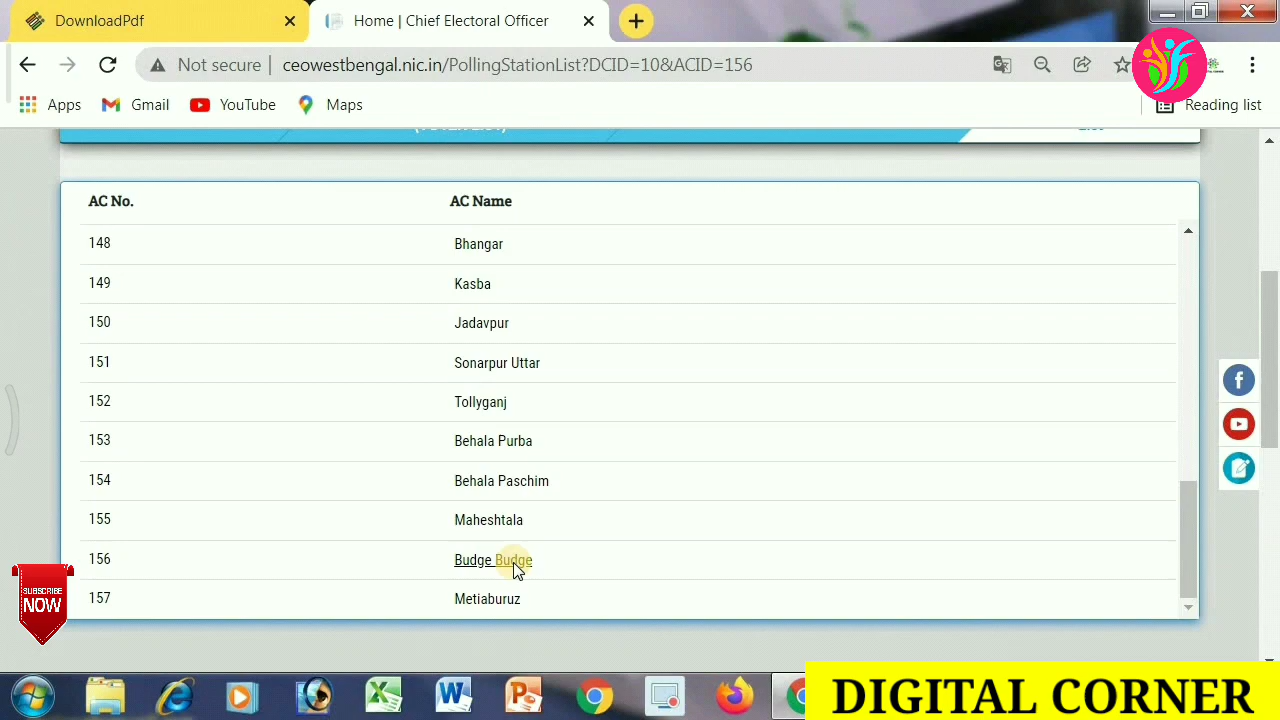 DownloadPdf
Home | Chief Electoral Officer
Not secure | ceowestbengal.nic.in/PollingStationList?DCID=10&ACID=156
Apps Gmail YouTube Maps Reading list
AC No. AC Name
148 Bhangar
149 Kasba
150 Jadavpur
151 Sonarpur Uttar
152 Tollyganj
153 Behala Purba
154 Behala Paschim
155 Maheshtala
156 Budge Budge
157 Metiaburuz
SUBSCRIBE
NOW
DIGITAL CORNER